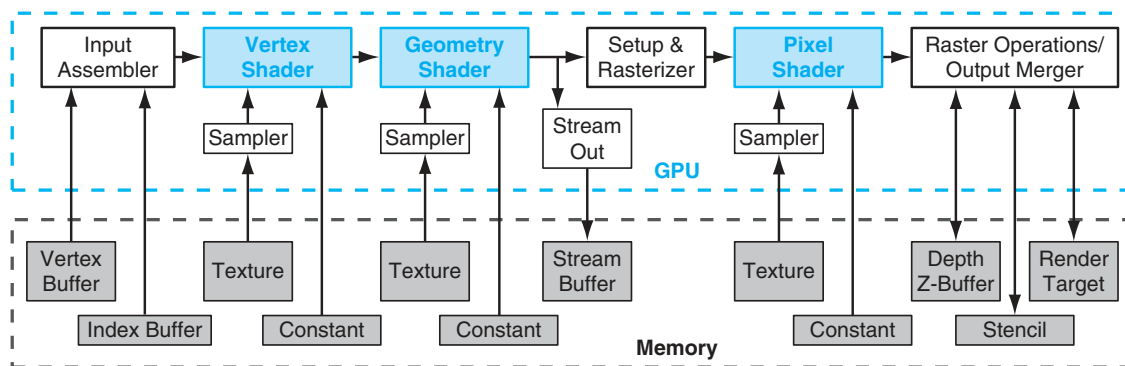 Input
Assembler
Vertex
Shader
Geometry
Shader
Setup &
Rasterizer
Pixel
Shader
Raster Operations/
Output Merger
Sampler
Sampler
Stream
Out
Sampler
GPU
Vertex
Buffer
Texture
Texture
Stream
Buffer
Texture
Depth
Z-Buffer
Render
Target
Index Buffer
Constant
Constant
Constant
Stencil
Memory